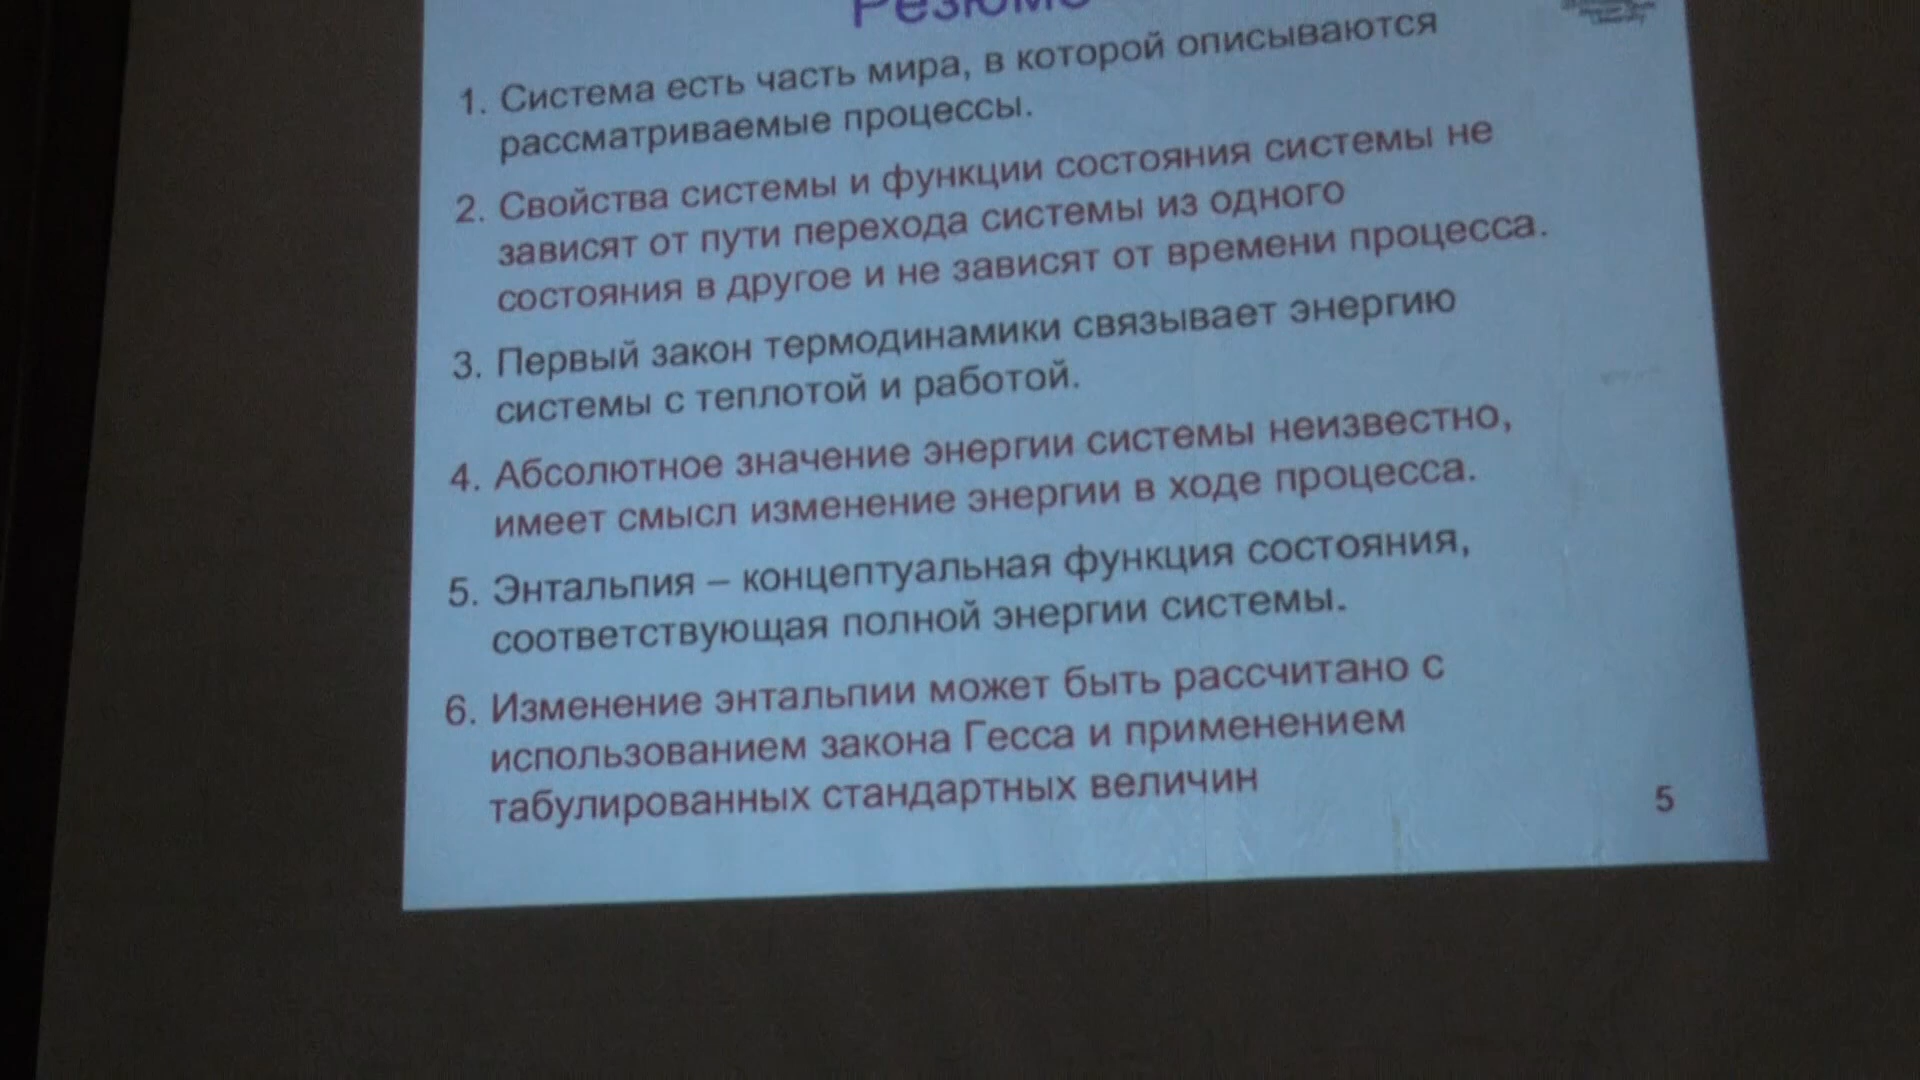 Резюме
1. Система есть часть мира, в которой описываются
рассматриваемые процессы.
2. Свойства системы и функции состояния системы не
зависят от пути перехода системы из одного
состояния в другое и не зависят от времени процесса.
3. Первый закон термодинамики связывает энергию
системы с теплотой и работой.
4. Абсолютное значение энергии системы неизвестно,
имеет смысл изменение энергии в ходе процесса.
5. Энтальпия – концептуальная функция состояния,
соответствующая полной энергии системы.
6. Изменение энтальпии может быть рассчитано с
использованием закона Гесса и применением
табулированных стандартных величин
5